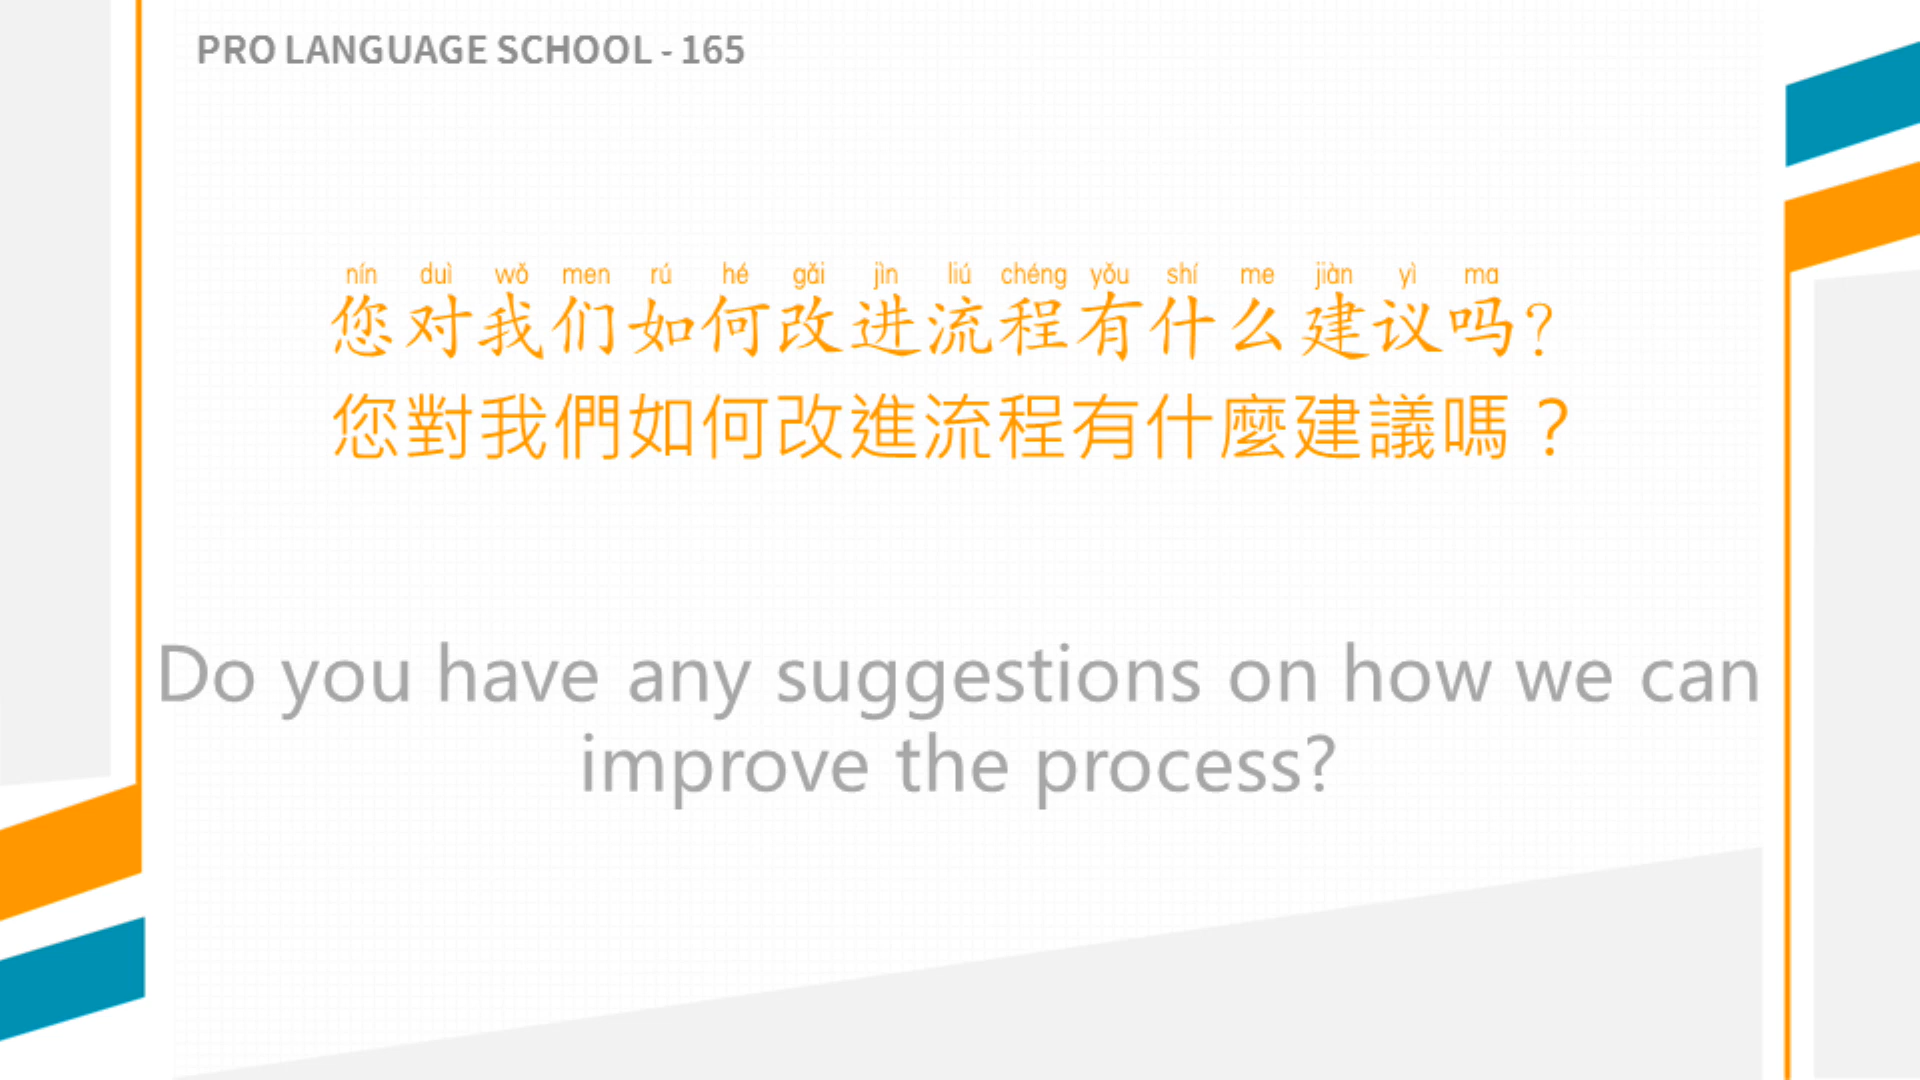 PRO LANGUAGE SCHOOL - 165
nín duì wǒ men rú hé gǎi jìn liú chéng yǒu shí me jiàn yì ma
您对我们如何改进流程有什么建议吗?
您對我們如何改進流程有什麼建議嗎？
Do you have any suggestions on how we can
improve the process?